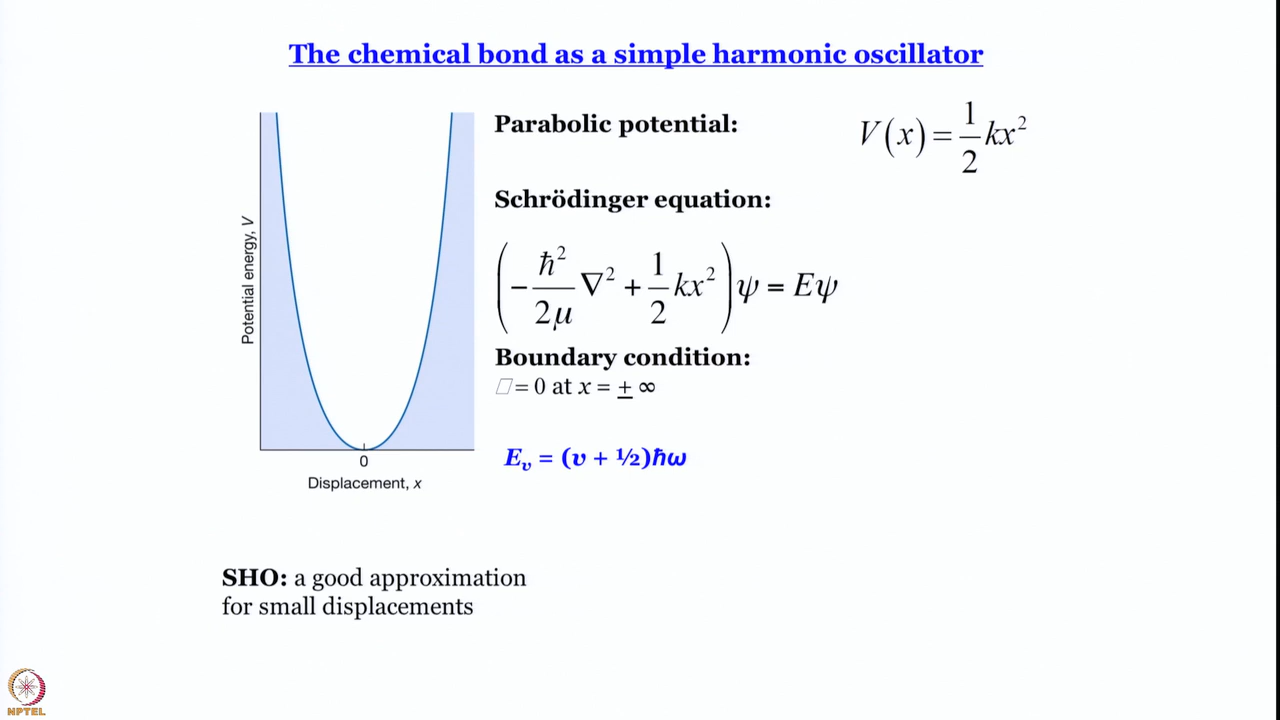 The chemical bond as a simple harmonic oscillator
Parabolic potential:
V(x) = 1/2 kx²
Schrödinger equation:
(−ħ²/2μ ∇² + 1/2 kx²)ψ = Eψ
Boundary condition:
□= 0 at x = ± ∞
Eᵥ = (υ + ½)ħω
Potential energy, V
0
Displacement, x
SHO: a good approximation
for small displacements
NPTEL